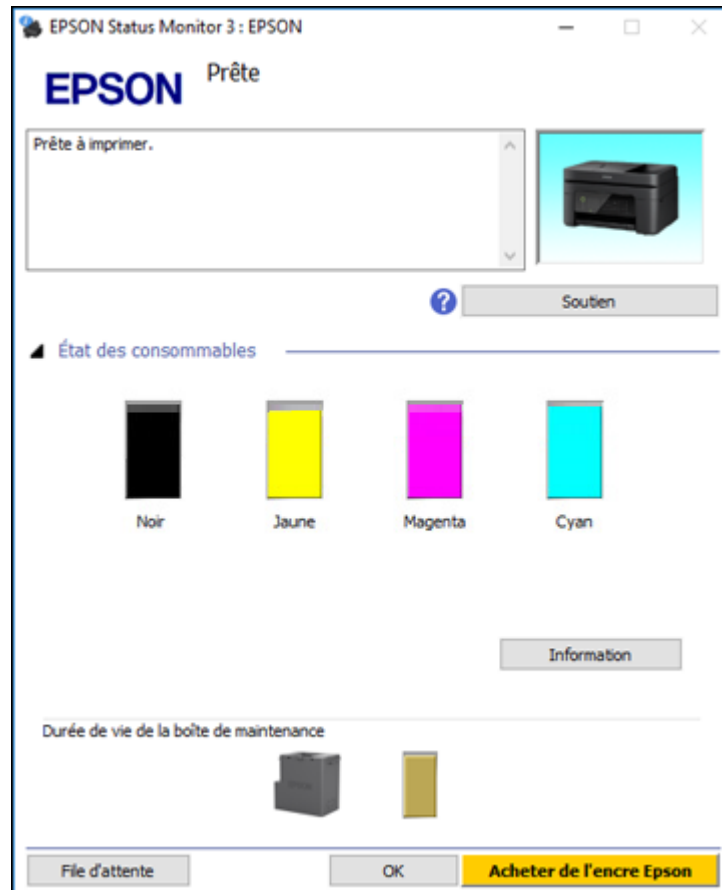 EPSON Status Monitor 3 : EPSON
EPSON
Prête
Prête à imprimer.
?
Soutien
État des consommables
Noir
Jaune
Magenta
Cyan
Information
Durée de vie de la boîte de maintenance
File d'attente
OK
Acheter de l'encre Epson